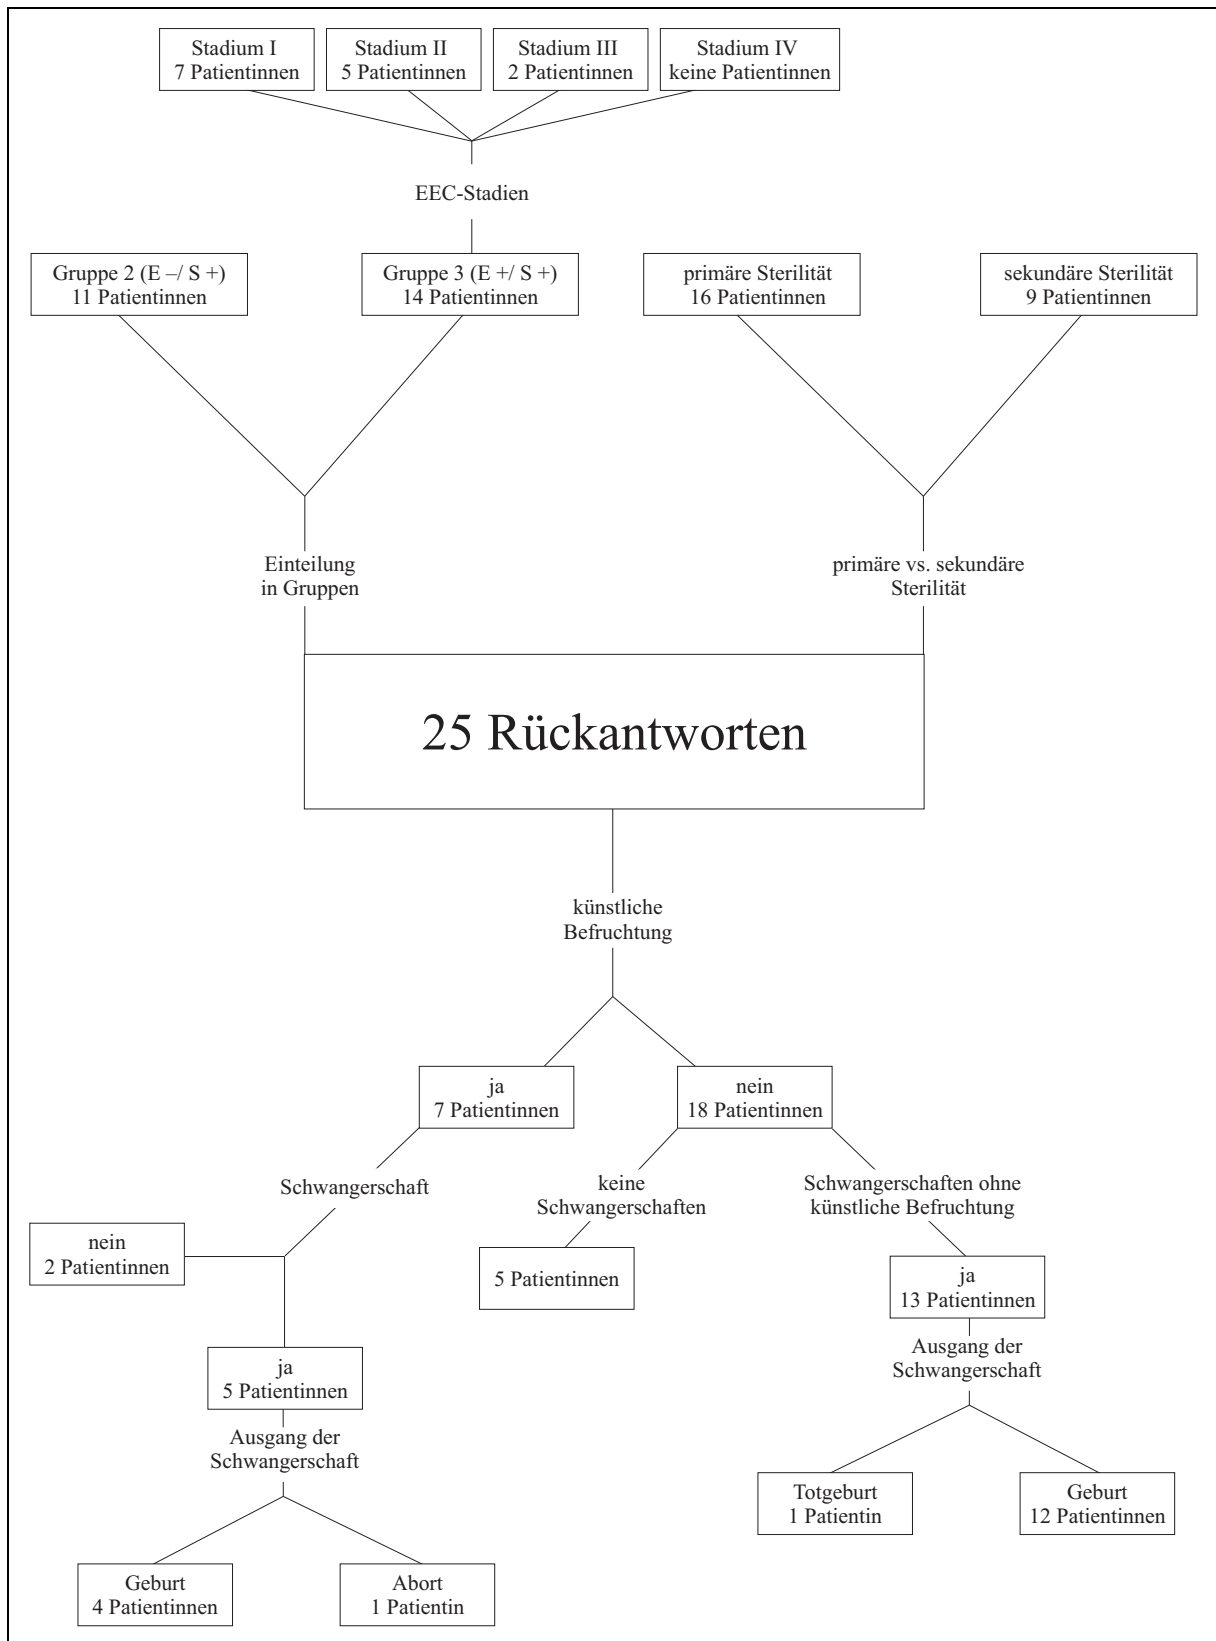 Stadium I
7 Patientinnen
Stadium II
5 Patientinnen
Stadium III
2 Patientinnen
Stadium IV
keine Patientinnen
EEC-Stadien
Gruppe 2 (E –/ S +)
11 Patientinnen
Gruppe 3 (E +/ S +)
14 Patientinnen
primäre Sterilität
16 Patientinnen
sekundäre Sterilität
9 Patientinnen
Einteilung
in Gruppen
primäre vs. sekundäre
Sterilität
25 Rückantworten
künstliche
Befruchtung
ja
7 Patientinnen
nein
18 Patientinnen
Schwangerschaft
keine
Schwangerschaften
Schwangerschaften ohne
künstliche Befruchtung
nein
2 Patientinnen
5 Patientinnen
ja
13 Patientinnen
ja
5 Patientinnen
Ausgang der
Schwangerschaft
Ausgang der
Schwangerschaft
Totgeburt
1 Patientin
Geburt
12 Patientinnen
Geburt
4 Patientinnen
Abort
1 Patientin